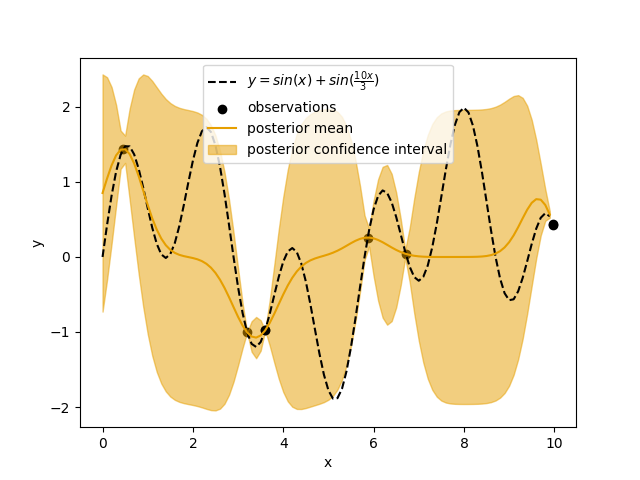 y = sin(x) + sin(10x/3)
observations
posterior mean
posterior confidence interval
2
1
0
−1
−2
y
0 2 4 6 8 10
x